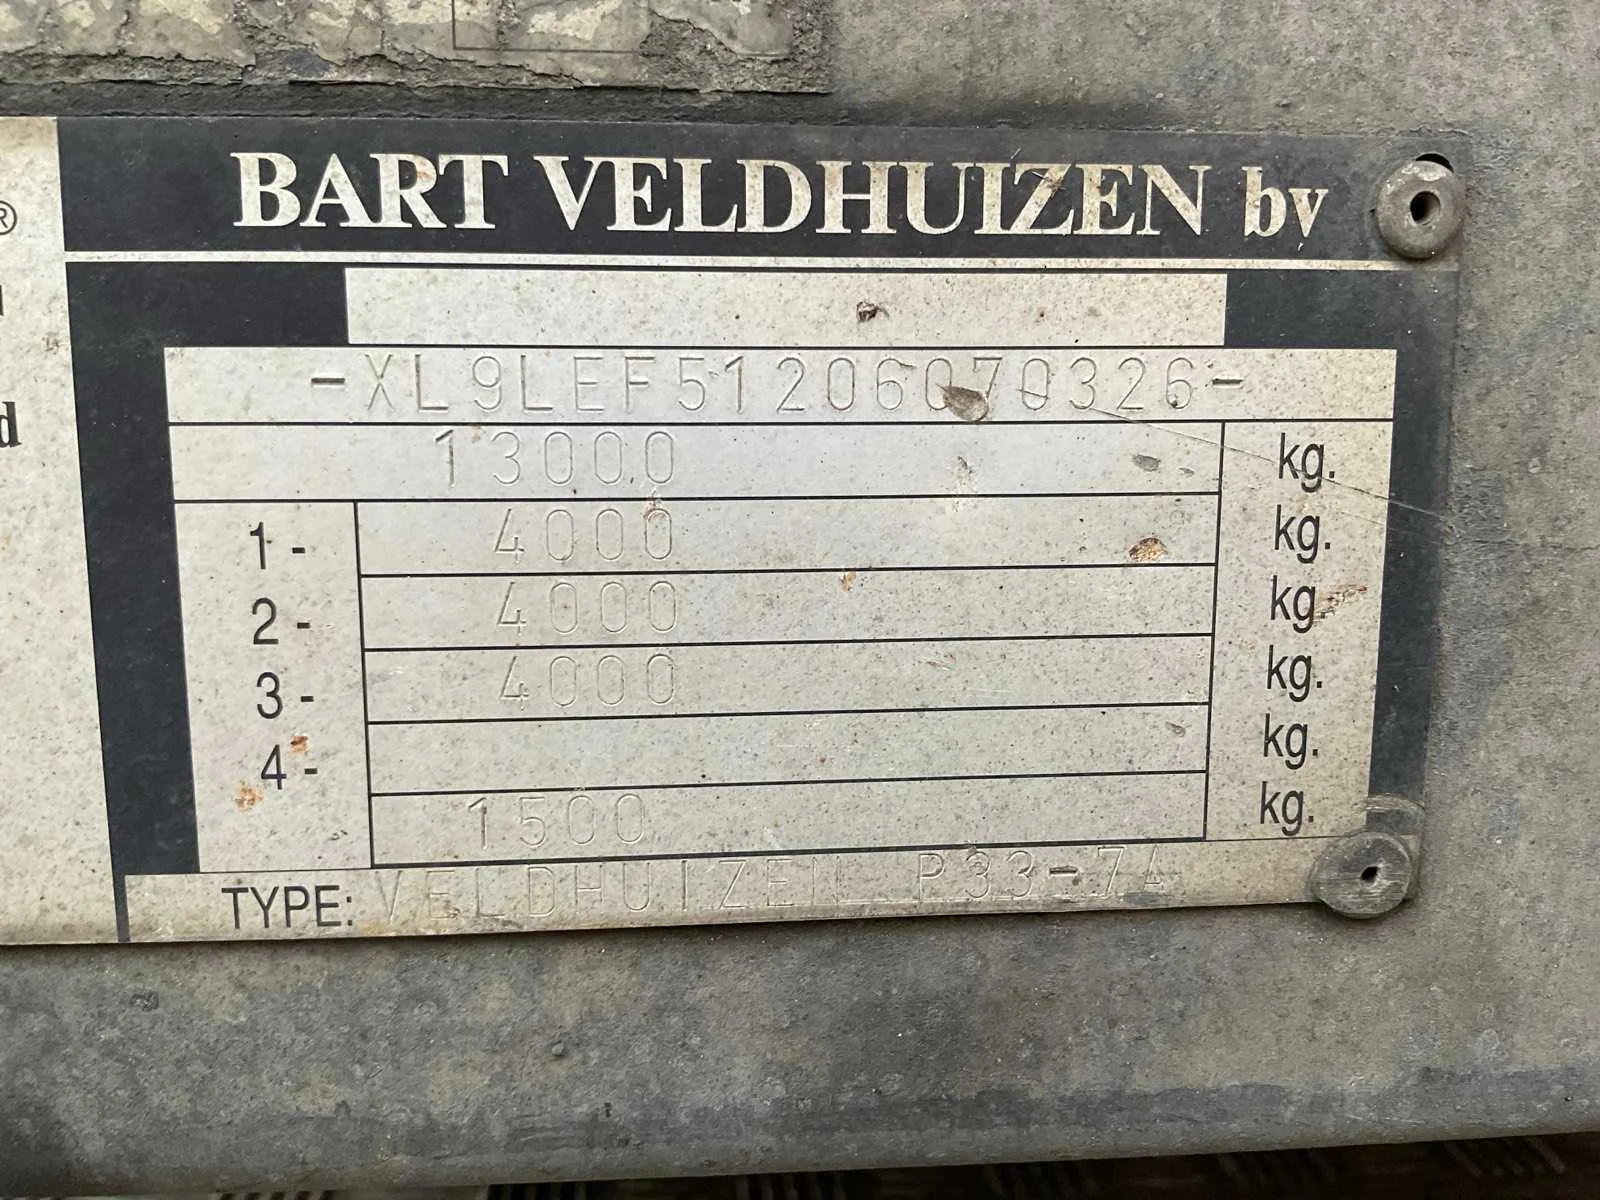 BART VELDHUIZEN bv
®
-XL9LEF51206070326-
13000 kg.
1- 4000 kg.
2- 4000 kg.
3- 4000 kg.
4- kg.
1500 kg.
TYPE: VELDHUIZEN P33-7A
d